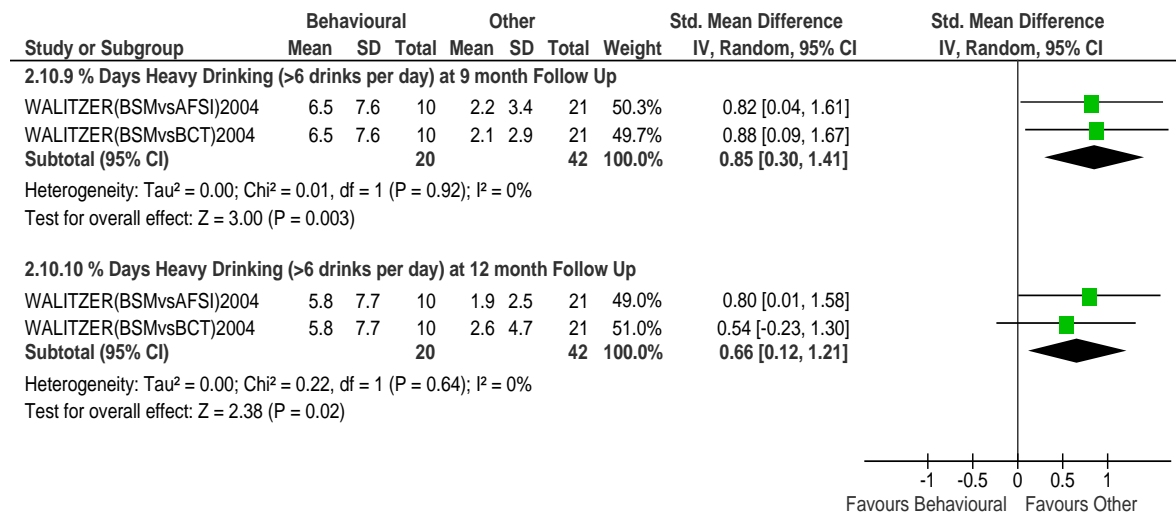 Behavioural Other Std. Mean Difference Std. Mean Difference
Study or Subgroup Mean SD Total Mean SD Total Weight IV, Random, 95% CI IV, Random, 95% CI
2.10.9 % Days Heavy Drinking (>6 drinks per day) at 9 month Follow Up
WALITZER(BSMvsAFSI)2004 6.5 7.6 10 2.2 3.4 21 50.3% 0.82 [0.04, 1.61]
WALITZER(BSMvsBCT)2004 6.5 7.6 10 2.1 2.9 21 49.7% 0.88 [0.09, 1.67]
Subtotal (95% CI) 20 42 100.0% 0.85 [0.30, 1.41]
Heterogeneity: Tau² = 0.00; Chi² = 0.01, df = 1 (P = 0.92); I² = 0%
Test for overall effect: Z = 3.00 (P = 0.003)
2.10.10 % Days Heavy Drinking (>6 drinks per day) at 12 month Follow Up
WALITZER(BSMvsAFSI)2004 5.8 7.7 10 1.9 2.5 21 49.0% 0.80 [0.01, 1.58]
WALITZER(BSMvsBCT)2004 5.8 7.7 10 2.6 4.7 21 51.0% 0.54 [-0.23, 1.30]
Subtotal (95% CI) 20 42 100.0% 0.66 [0.12, 1.21]
Heterogeneity: Tau² = 0.00; Chi² = 0.22, df = 1 (P = 0.64); I² = 0%
Test for overall effect: Z = 2.38 (P = 0.02)
-1 -0.5 0 0.5 1
Favours Behavioural Favours Other